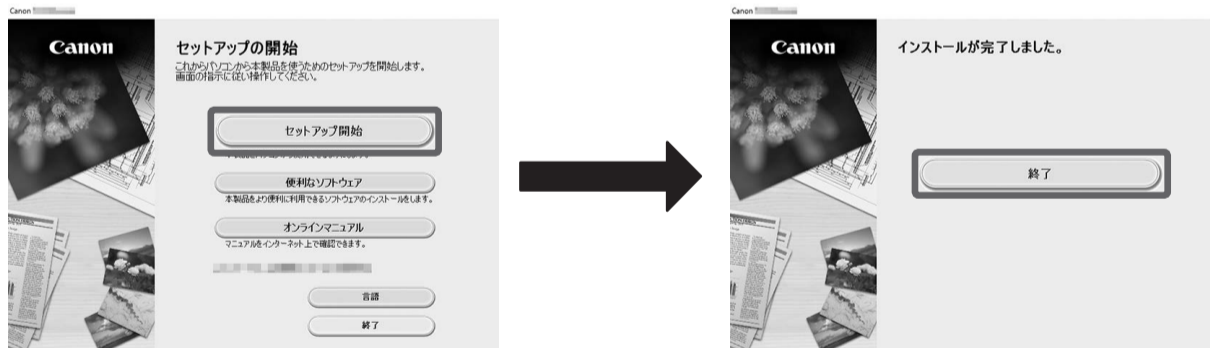 Canon
Canon
セットアップの開始
これからパソコンから本製品を使うためのセットアップを開始します。
画面の指示に従い操作してください。
セットアップ開始
便利なソフトウェア
本製品をより便利に利用できるソフトウェアのインストールをします。
オンラインマニュアル
マニュアルをインターネット上で確認できます。
言語
終了
Canon
Canon
インストールが完了しました。
終了